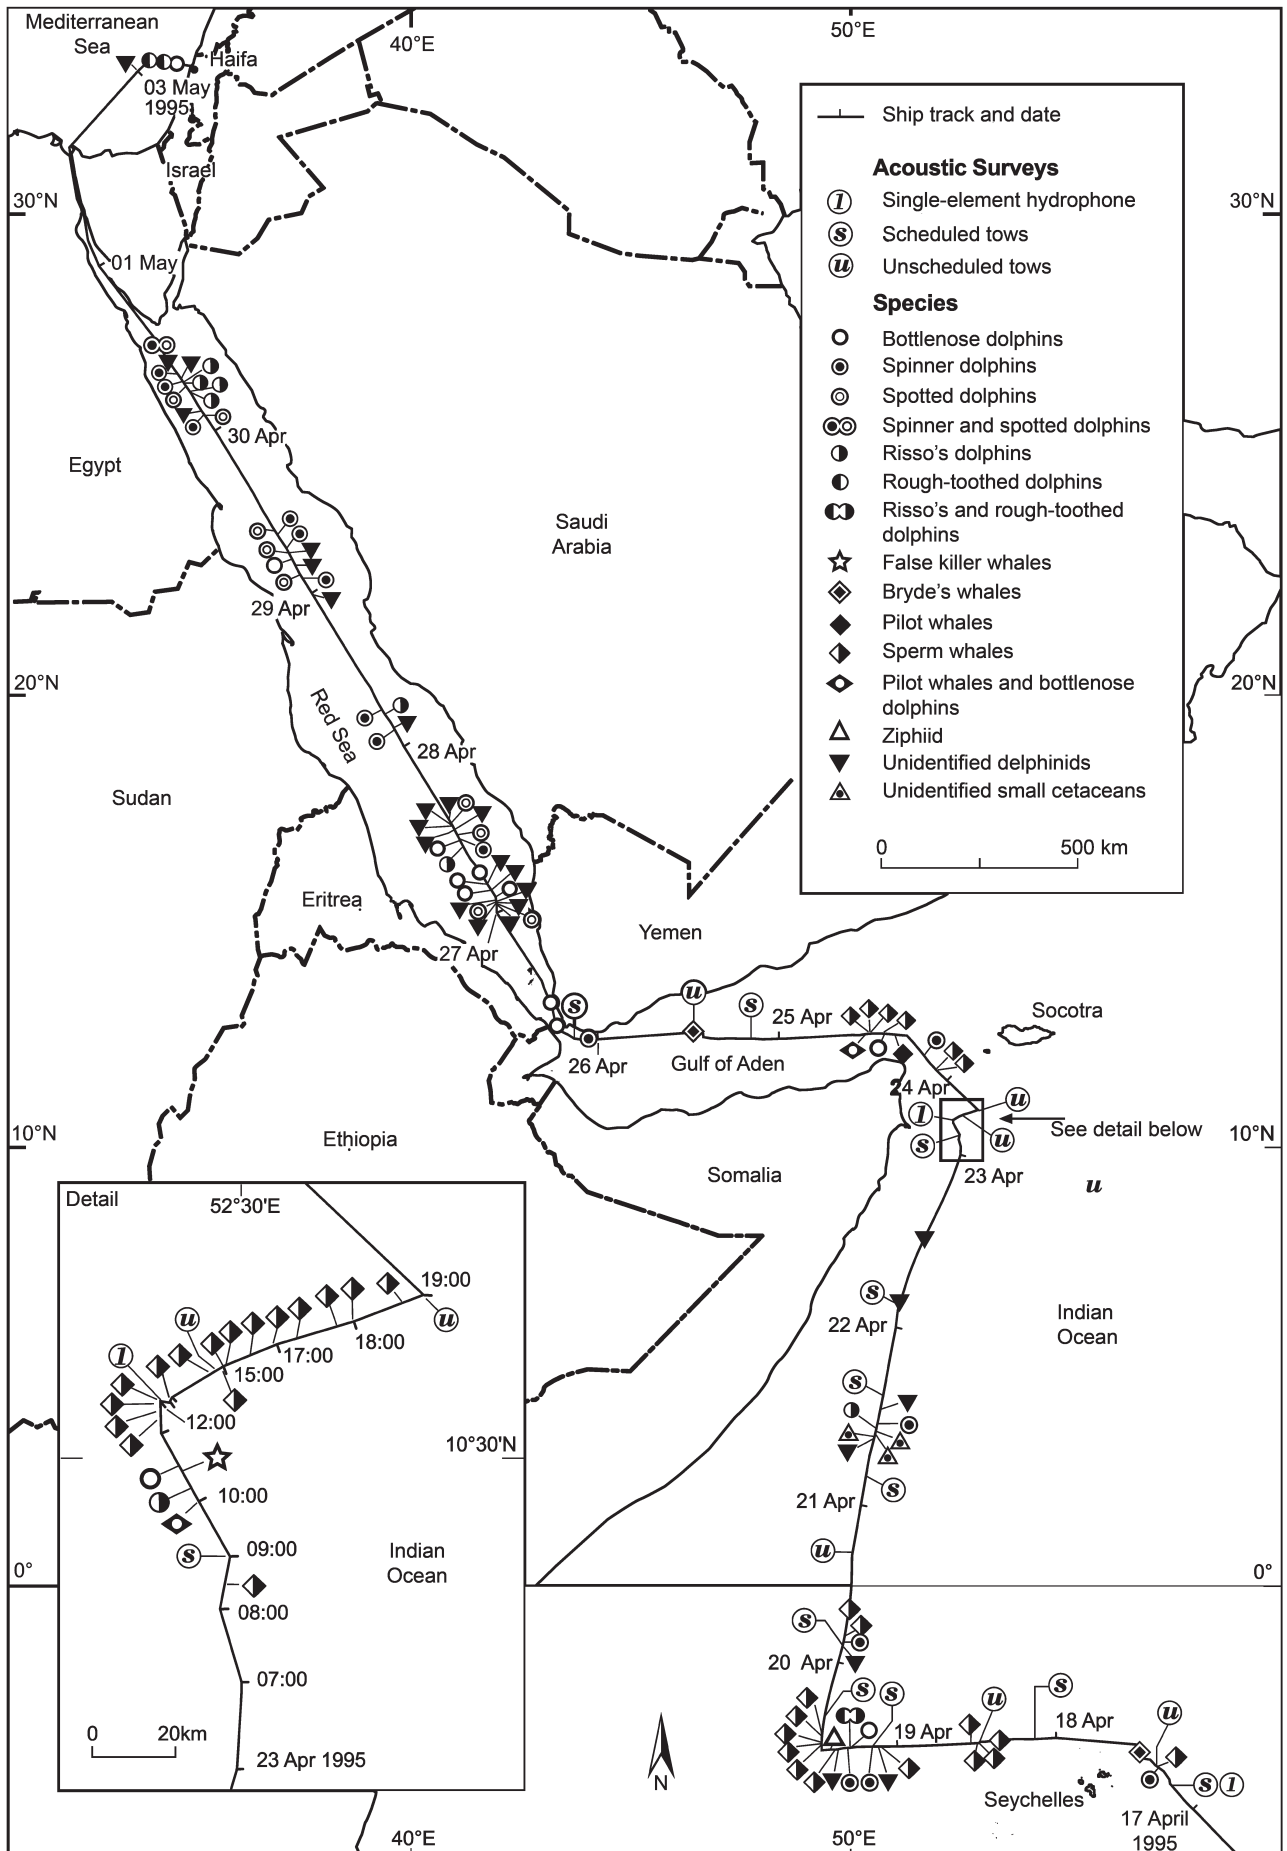 Mediterranean
Sea
40°E
50°E
Haifa
03 May
1995
Israel
30°N
30°N
01 May
Ship track and date
Acoustic Surveys
1 Single-element hydrophone
s Scheduled tows
u Unscheduled tows
Species
Bottlenose dolphins
Spinner dolphins
Spotted dolphins
Spinner and spotted dolphins
Risso's dolphins
Rough-toothed dolphins
Risso's and rough-toothed
dolphins
False killer whales
Bryde's whales
Pilot whales
Sperm whales
Pilot whales and bottlenose
dolphins
Ziphiid
Unidentified delphinids
Unidentified small cetaceans
0 500 km
30 Apr
Egypt
Saudi
Arabia
29 Apr
20°N
20°N
Red Sea
28 Apr
Sudan
Eritrea
Yemen
27 Apr
s
u
s
25 Apr
Socotra
26 Apr
Gulf of Aden
24 Apr
1
u
See detail below
s
u
10°N
10°N
Ethiopia
Somalia
23 Apr
u
s
22 Apr
Indian
Ocean
s
s
21 Apr
u
0°
0°
s
20 Apr
s
s
19 Apr
u
s
18 Apr
u
s 1
Seychelles
17 April
1995
N
40°E
50°E
Detail
52°30'E
19:00
u
u
18:00
17:00
1
15:00
12:00
10°30'N
10:00
s
09:00
Indian
Ocean
08:00
07:00
0 20km
23 Apr 1995